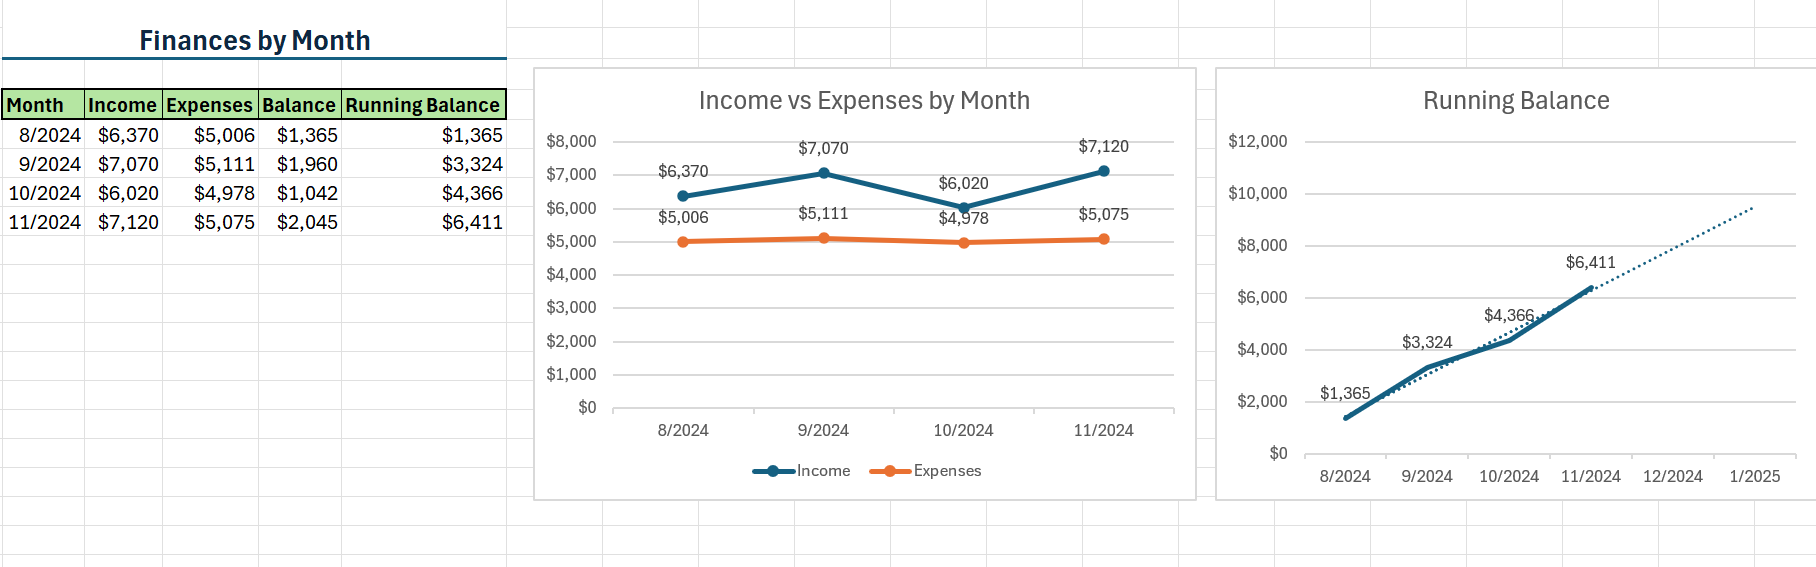 Finances by Month
Month Income Expenses Balance Running Balance
8/2024 $6,370 $5,006 $1,365 $1,365
9/2024 $7,070 $5,111 $1,960 $3,324
10/2024 $6,020 $4,978 $1,042 $4,366
11/2024 $7,120 $5,075 $2,045 $6,411
Income vs Expenses by Month
$8,000
$7,000
$6,000
$5,000
$4,000
$3,000
$2,000
$1,000
$0
$6,370
$7,070
$6,020
$7,120
$5,006
$5,111
$4,978
$5,075
8/2024 9/2024 10/2024 11/2024
Income Expenses
Running Balance
$12,000
$10,000
$8,000
$6,000
$4,000
$2,000
$0
$1,365
$3,324
$4,366
$6,411
8/2024 9/2024 10/2024 11/2024 12/2024 1/2025